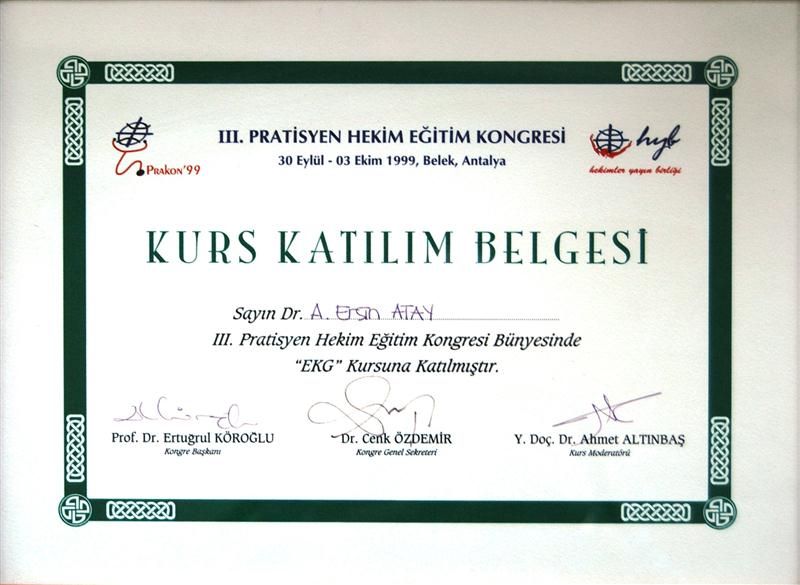 III. PRATİSYEN HEKİM EĞİTİM KONGRESİ
30 Eylül - 03 Ekim 1999, Belek, Antalya
PRAKON'99
hyb
hekimler yayın birliği
KURS KATILIM BELGESİ
Sayın Dr. A. Ersin ATAY
III. Pratisyen Hekim Eğitim Kongresi Bünyesinde
“EKG” Kursuna Katılmıştır.
Prof. Dr. Ertuğrul KÖROĞLU Dr. Cenk ÖZDEMİR Y. Doç. Dr. Ahmet ALTINBAŞ
Kongre Başkanı Kongre Genel Sekreteri Kurs Moderatörü